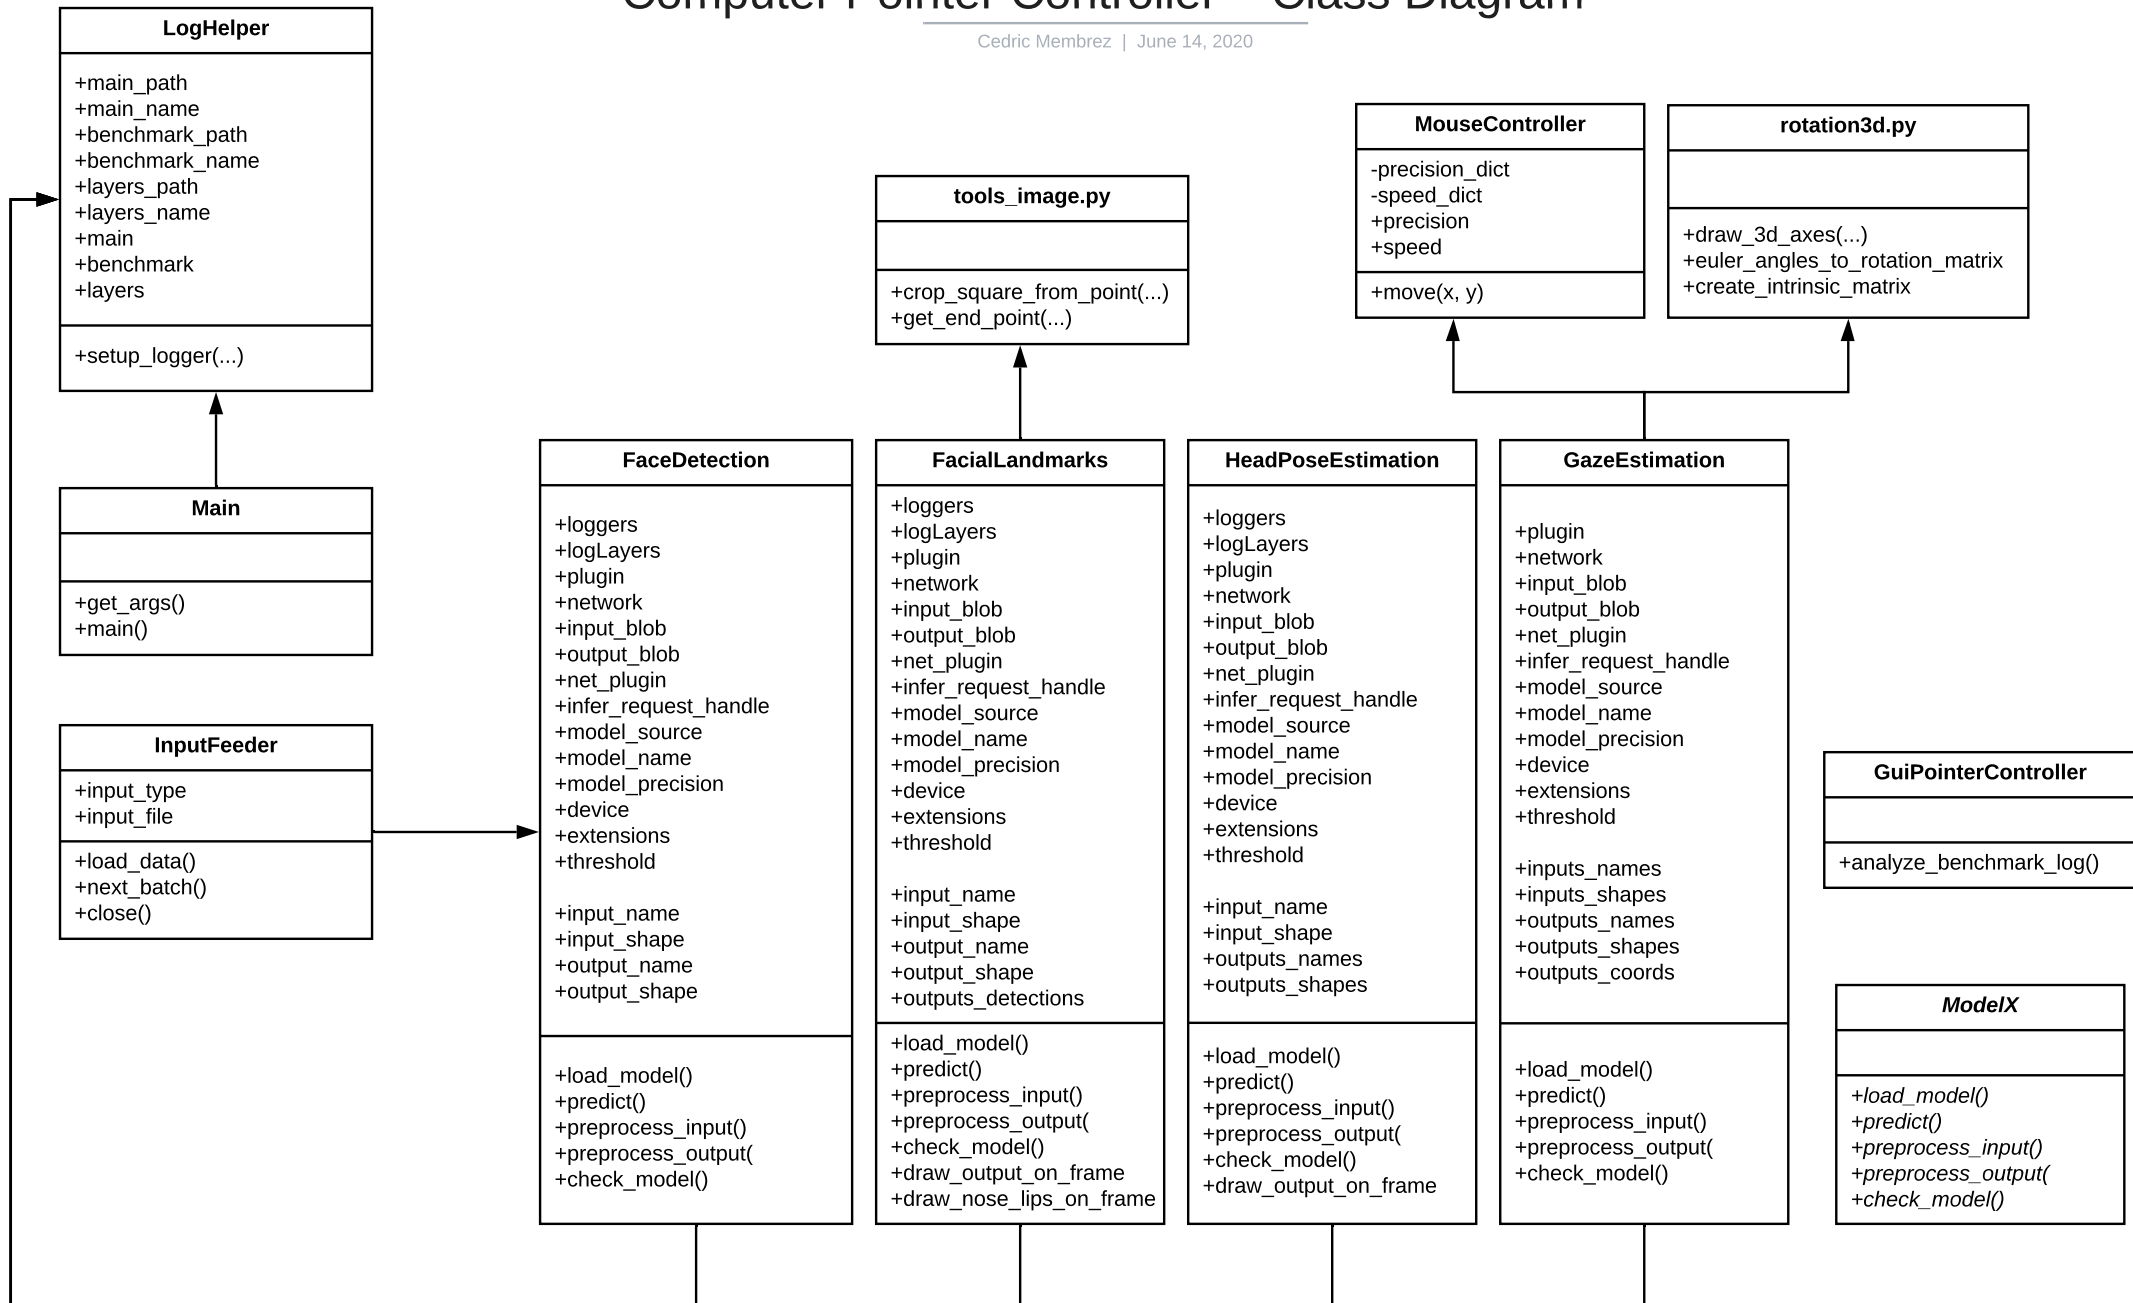 Computer Pointer Controller - Class Diagram
Cedric Membrez | June 14, 2020
LogHelper
+main_path
+main_name
+benchmark_path
+benchmark_name
+layers_path
+layers_name
+main
+benchmark
+layers
+setup_logger(...)
Main
+get_args()
+main()
InputFeeder
+input_type
+input_file
+load_data()
+next_batch()
+close()
tools_image.py
+crop_square_from_point(...)
+get_end_point(...)
MouseController
-precision_dict
-speed_dict
+precision
+speed
+move(x, y)
rotation3d.py
+draw_3d_axes(...)
+euler_angles_to_rotation_matrix
+create_intrinsic_matrix
FaceDetection
+loggers
+logLayers
+plugin
+network
+input_blob
+output_blob
+net_plugin
+infer_request_handle
+model_source
+model_name
+model_precision
+device
+extensions
+threshold
+input_name
+input_shape
+output_name
+output_shape
+load_model()
+predict()
+preprocess_input()
+preprocess_output(
+check_model()
FacialLandmarks
+loggers
+logLayers
+plugin
+network
+input_blob
+output_blob
+net_plugin
+infer_request_handle
+model_source
+model_name
+model_precision
+device
+extensions
+threshold
+input_name
+input_shape
+output_name
+output_shape
+outputs_detections
+load_model()
+predict()
+preprocess_input()
+preprocess_output(
+check_model()
+draw_output_on_frame
+draw_nose_lips_on_frame
HeadPoseEstimation
+loggers
+logLayers
+plugin
+network
+input_blob
+output_blob
+net_plugin
+infer_request_handle
+model_source
+model_name
+model_precision
+device
+extensions
+threshold
+input_name
+input_shape
+outputs_names
+outputs_shapes
+load_model()
+predict()
+preprocess_input()
+preprocess_output(
+check_model()
+draw_output_on_frame
GazeEstimation
+plugin
+network
+input_blob
+output_blob
+net_plugin
+infer_request_handle
+model_source
+model_name
+model_precision
+device
+extensions
+threshold
+inputs_names
+inputs_shapes
+outputs_names
+outputs_shapes
+outputs_coords
+load_model()
+predict()
+preprocess_input()
+preprocess_output(
+check_model()
GuiPointerController
+analyze_benchmark_log()
ModelX
+load_model()
+predict()
+preprocess_input()
+preprocess_output(
+check_model()